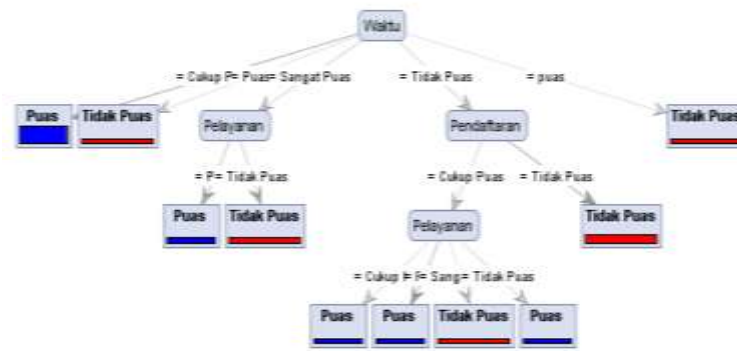 Waktu
= Cukup P= Puas= Sangat Puas = Tidak Puas = puas
Puas Tidak Puas Pelayanan Pendaftaran Tidak Puas
= P= Tidak Puas = Cukup Puas = Tidak Puas
Puas Tidak Puas Pelayanan Tidak Puas
= Cukup = Sang= Tidak Puas
Puas Puas Tidak Puas Puas